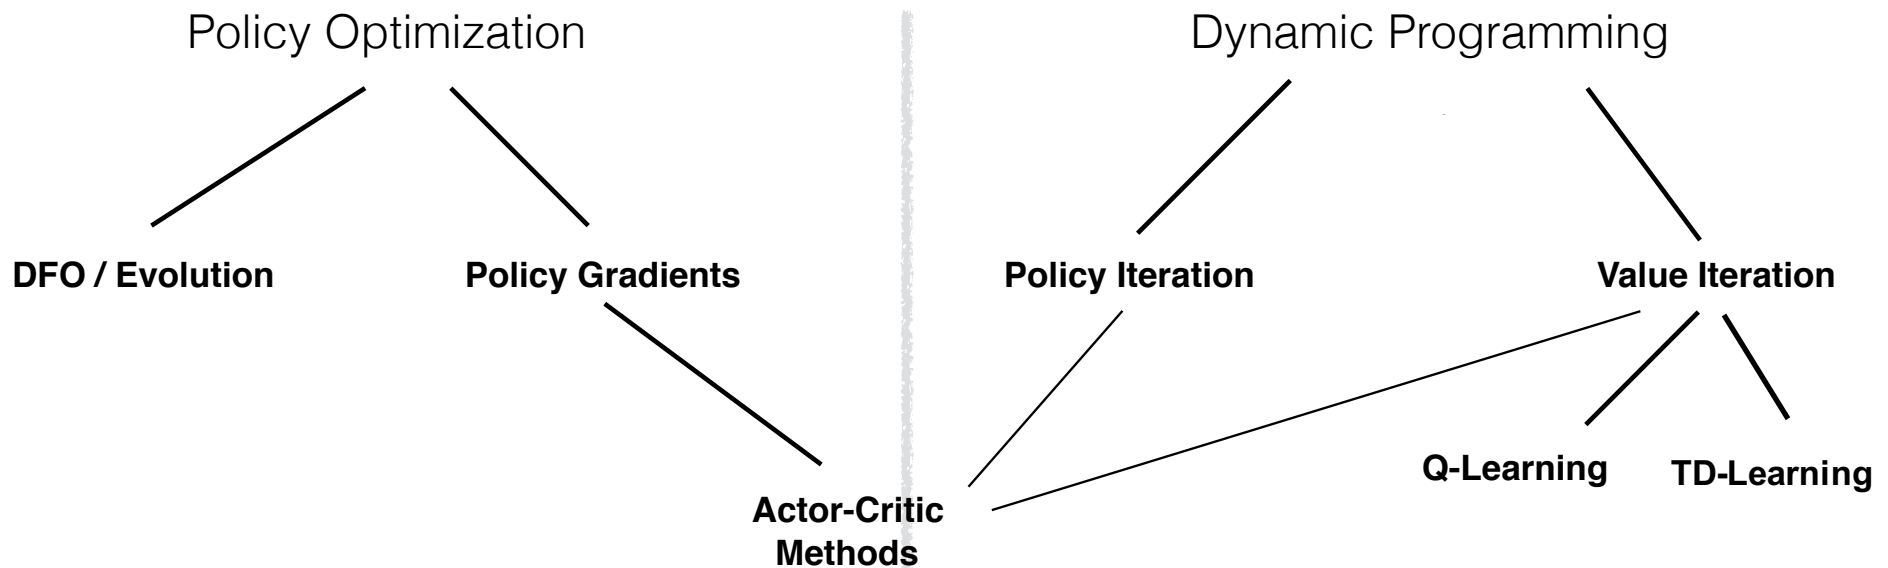 Policy Optimization
Dynamic Programming
DFO / Evolution
Policy Gradients
Policy Iteration
Value Iteration
Q-Learning
TD-Learning
Actor-Critic
Methods